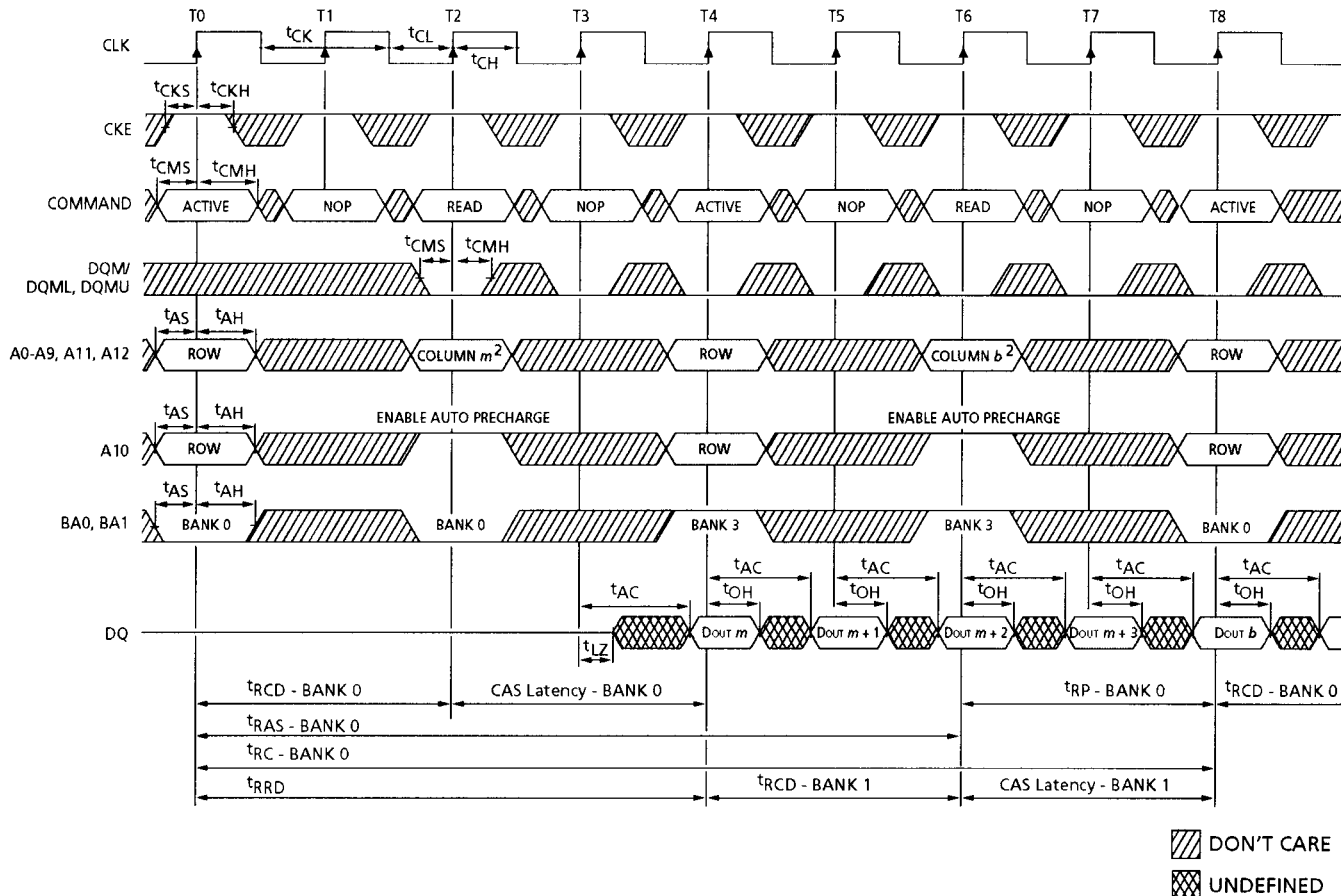 T0 T1 T2 T3 T4 T5 T6 T7 T8
CLK tCK tCL tCH
tCKS tCKH
CKE
tCMS tCMH
COMMAND ACTIVE NOP READ NOP ACTIVE NOP READ NOP ACTIVE
tCMS tCMH
DQM/
DQML, DQMU
tAS tAH
A0-A9, A11, A12 ROW COLUMN m2 ROW COLUMN b2 ROW
ENABLE AUTO PRECHARGE ENABLE AUTO PRECHARGE
tAS tAH
A10 ROW ROW ROW
tAS tAH
BA0, BA1 BANK 0 BANK 0 BANK 3 BANK 3 BANK 0
tAC tAC tAC tAC tAC tAC
tOH tOH tOH tOH tOH
DQ DOUT m DOUT m + 1 DOUT m + 2 DOUT m + 3 DOUT b
tLZ
tRCD - BANK 0 CAS Latency - BANK 0 tRP - BANK 0 tRCD - BANK 0
tRAS - BANK 0
tRC - BANK 0
tRRD tRCD - BANK 1 CAS Latency - BANK 1
DON'T CARE
UNDEFINED